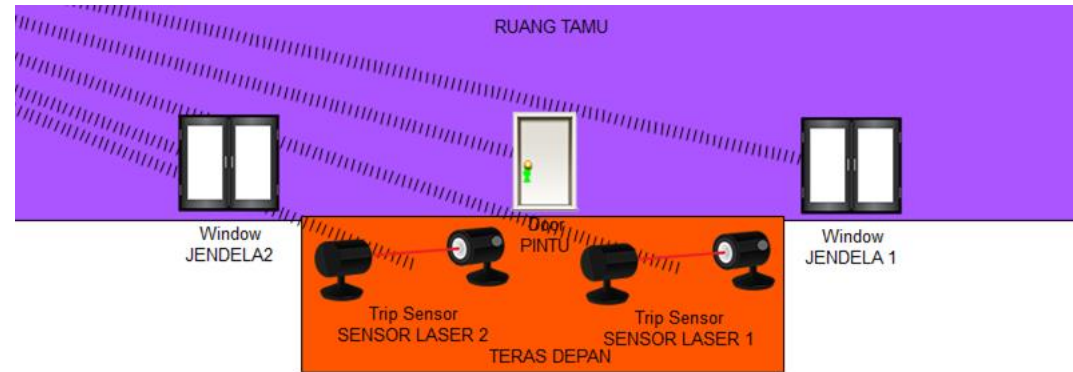 RUANG TAMU
Door
PINTU
Window
JENDELA2
Window
JENDELA 1
Trip Sensor
SENSOR LASER 2
Trip Sensor
SENSOR LASER 1
TERAS DEPAN